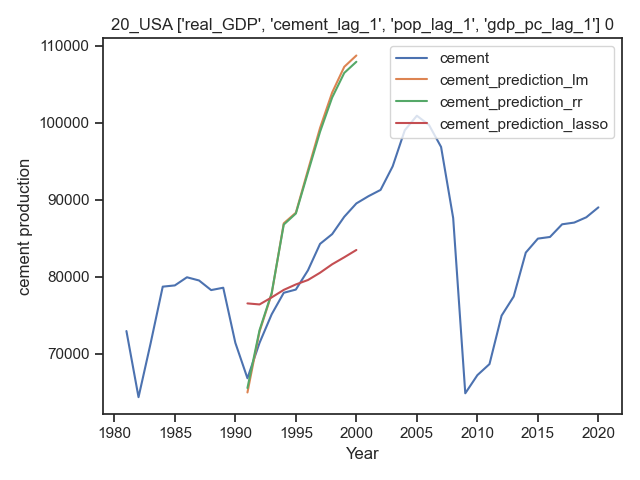 20_USA ['real_GDP', 'cement_lag_1', 'pop_lag_1', 'gdp_pc_lag_1'] 0
110000
100000
90000
80000
70000
cement production
cement
cement_prediction_lm
cement_prediction_rr
cement_prediction_lasso
1980 1985 1990 1995 2000 2005 2010 2015 2020
Year